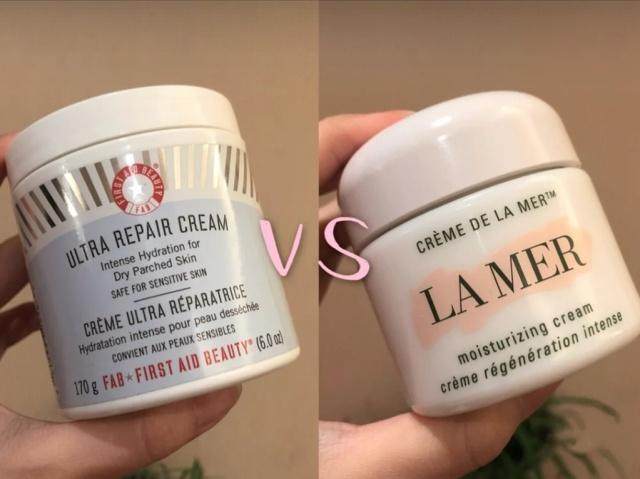 FIRST AID BEAUTY®
FAB
ULTRA REPAIR CREAM
Intense Hydration for
Dry Parched Skin
SAFE FOR SENSITIVE SKIN
CRÈME ULTRA RÉPARATRICE
Hydratation intense pour peau desséchée
CONVIENT AUX PEAUX SENSIBLES
170 g FAB★FIRST AID BEAUTY® (6.0 oz)
VS
CRÈME DE LA MER™
LA MER
moisturizing cream
crème régénération intense